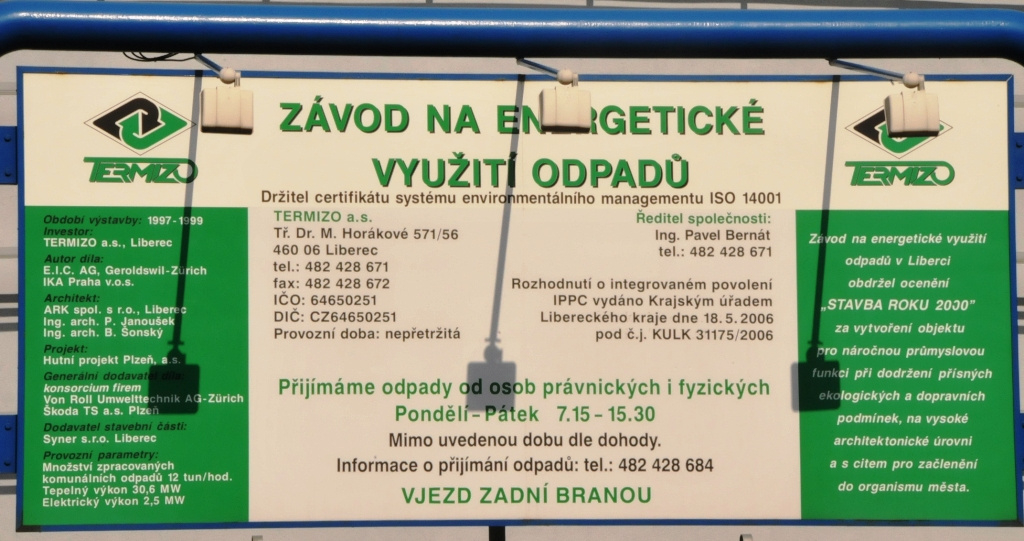 TERMIZO
ZÁVOD NA ENERGETICKÉ
VYUŽITÍ ODPADŮ
Držitel certifikátu systému environmentálního managementu ISO 14001
TERMIZO
Období výstavby: 1997-1999
Investor:
TERMIZO a.s., Liberec
Autor díla:
E.I.C. AG, Geroldswil-Zürich
IKA Praha v.o.s.
Architekt:
ARK spol. s r.o., Liberec
Ing. arch. P. Janoušek
Ing. arch. B. Šonský
Projekt:
Hutní projekt Plzeň, a.s.
Generální dodavatel díla:
konsorcium firem
Von Roll Umwelttechnik AG-Zürich
Škoda TS a.s. Plzeň
Dodavatel stavební části:
Syner s.r.o. Liberec
Provozní parametry:
Množství zpracovaných
komunálních odpadů 12 tun/hod.
Tepelný výkon 30,6 MW
Elektrický výkon 2,5 MW
TERMIZO a.s.
Tř. Dr. M. Horákové 571/56
460 06 Liberec
tel.: 482 428 671
fax: 482 428 672
IČO: 64650251
DIČ: CZ64650251
Provozní doba: nepřetržitá
Ředitel společnosti:
Ing. Pavel Bernát
tel.: 482 428 671
Rozhodnutí o integrovaném povolení
IPPC vydáno Krajským úřadem
Libereckého kraje dne 18.5.2006
pod č.j. KULK 31175/2006
Přijímáme odpady od osob právnických i fyzických
Pondělí – Pátek 7.15 – 15.30
Mimo uvedenou dobu dle dohody.
Informace o přijímání odpadů: tel.: 482 428 684
VJEZD ZADNÍ BRANOU
Závod na energetické využití
odpadů v Liberci
obdržel ocenění
„STAVBA ROKU 2030”
za vytvoření objektu
pro náročnou průmyslovou
funkci při dodržení přísných
ekologických a dopravních
podmínek, na vysoké
architektonické úrovni
a s citem pro začlenění
do organismu města.